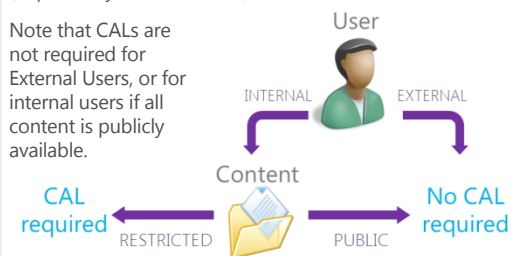 Note that CALs are
not required for
External Users, or for
internal users if all
content is publicly
available.
User
INTERNAL
EXTERNAL
Content
CAL
required
No CAL
required
RESTRICTED
PUBLIC